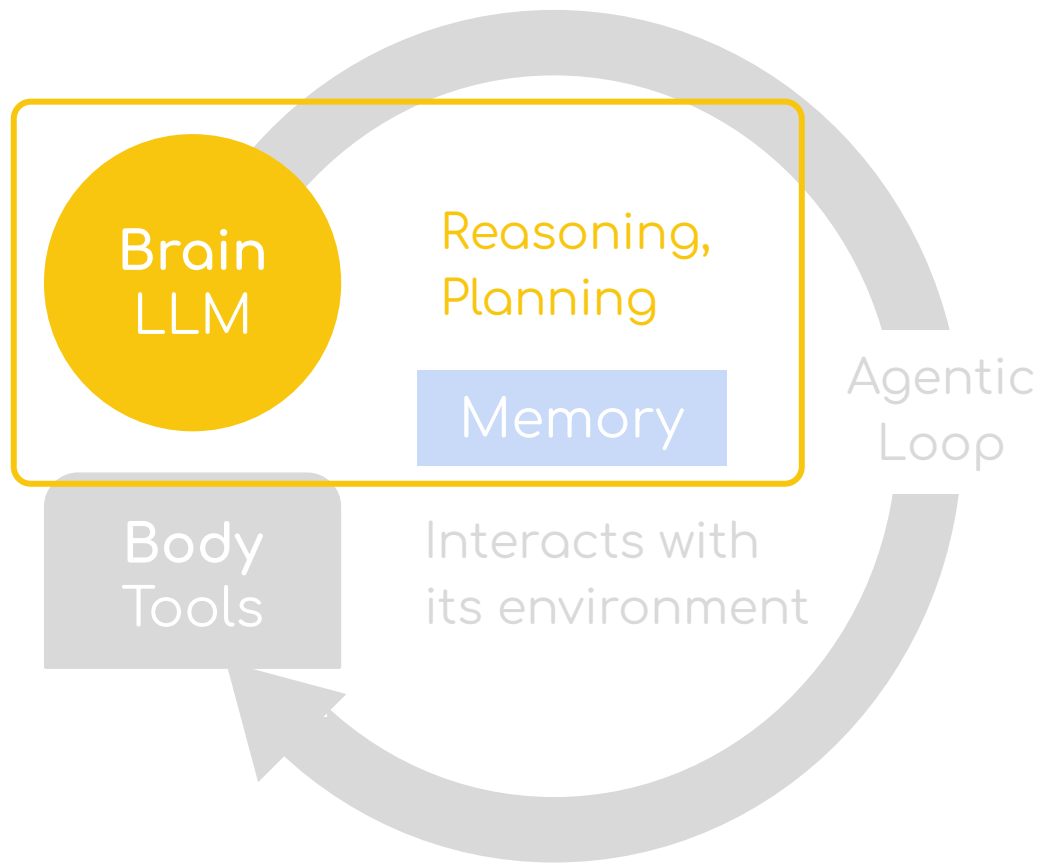 Brain
LLM
Reasoning,
Planning
Memory
Agentic
Loop
Body
Tools
Interacts with
its environment